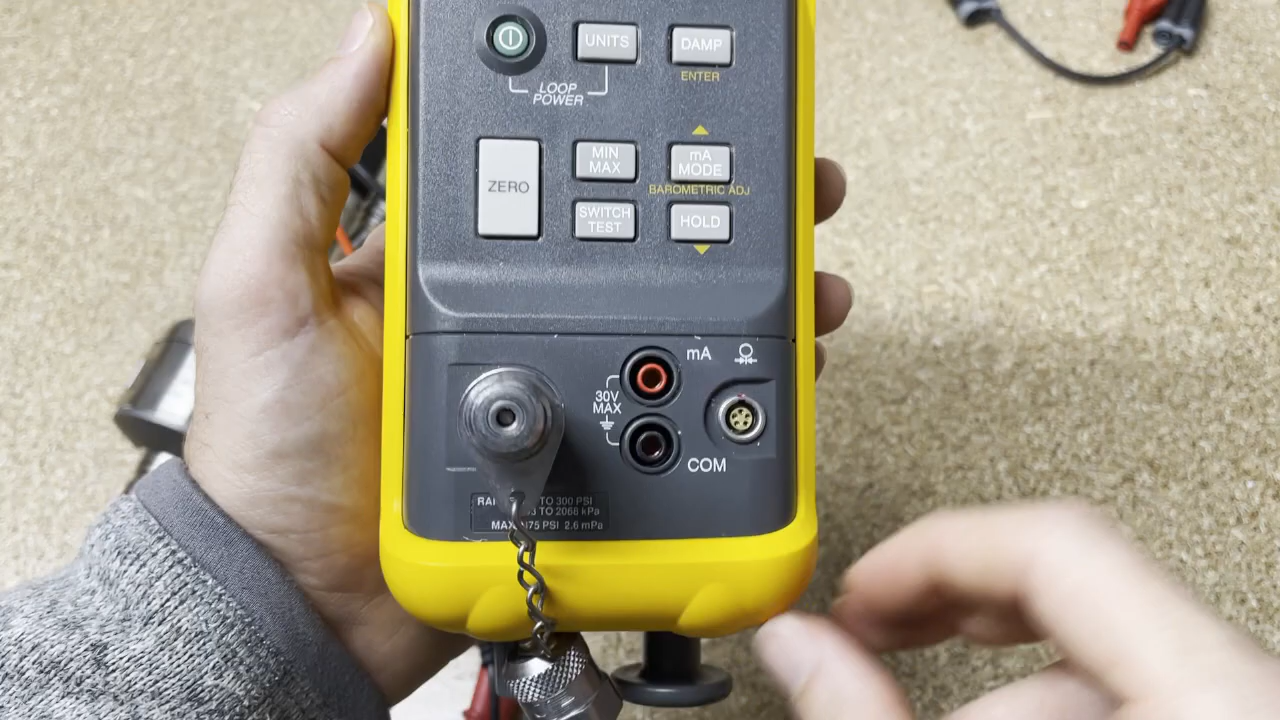 UNITS
DAMP
ENTER
LOOP
POWER
ZERO
MIN
MAX
mA
MODE
BAROMETRIC ADJ
SWITCH
TEST
HOLD
mA
30V
MAX
COM
TO 300 PSI
TO 2068 kPa
MAX 375 PSI 2.6 mPa